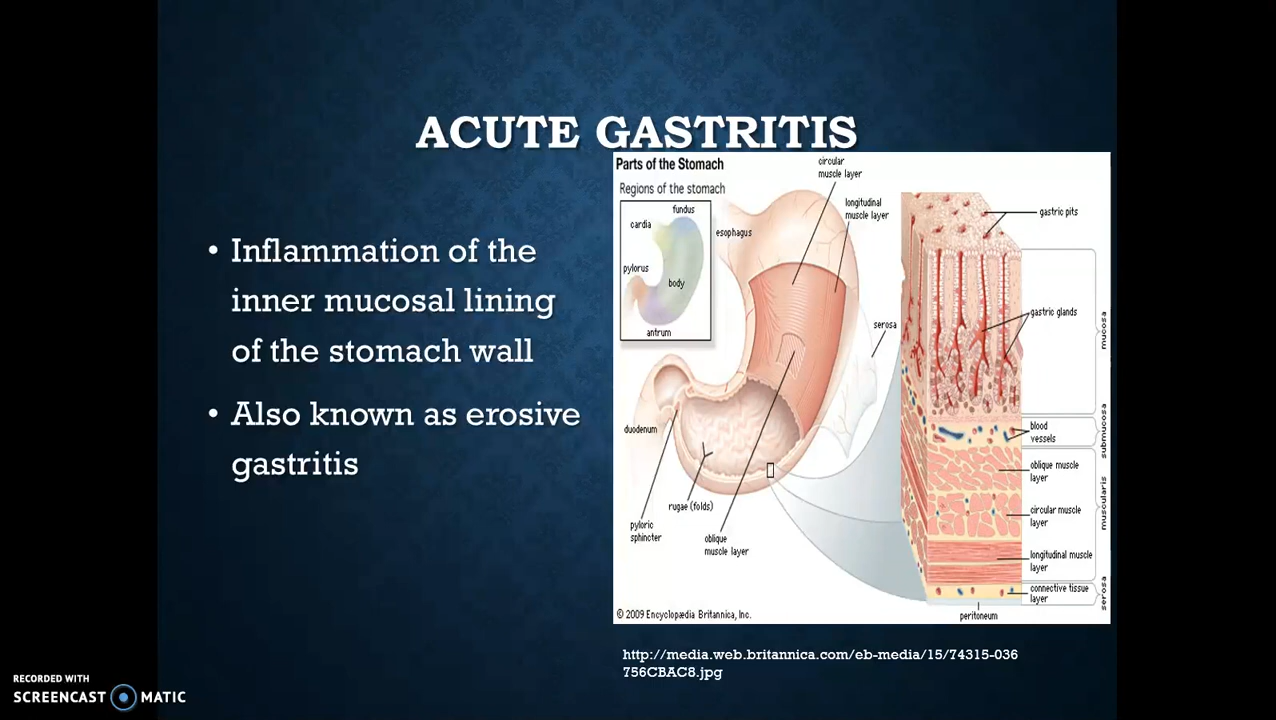 ACUTE GASTRITIS
• Inflammation of the
inner mucosal lining
of the stomach wall
• Also known as erosive
gastritis
Parts of the Stomach
Regions of the stomach
fundus
cardia
pylorus
body
antrum
esophagus
circular
muscle layer
longitudinal
muscle layer
serosa
duodenum
rugae (folds)
pyloric
sphincter
oblique
muscle layer
gastric pits
gastric glands
mucosa
blood
vessels
submucosa
oblique muscle
layer
circular muscle
layer
muscularis
longitudinal muscle
layer
connective tissue
layer
serosa
peritoneum
© 2009 Encyclopædia Britannica, Inc.
http://media.web.britannica.com/eb-media/15/74315-036
756CBAC8.jpg
RECORDED WITH
SCREENCAST MATIC